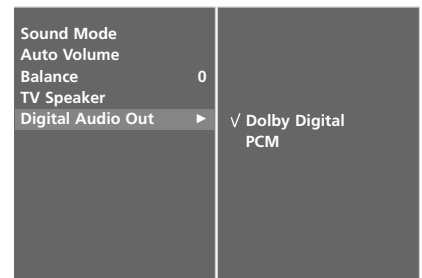 Sound Mode
Auto Volume
Balance 0
TV Speaker
Digital Audio Out ►
√ Dolby Digital
PCM